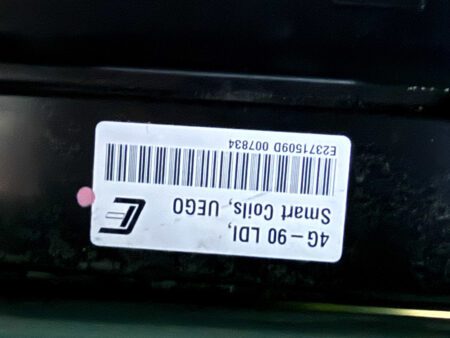 4G-90 LDI,
Smart Coils, UEGO
E2371509D 007834